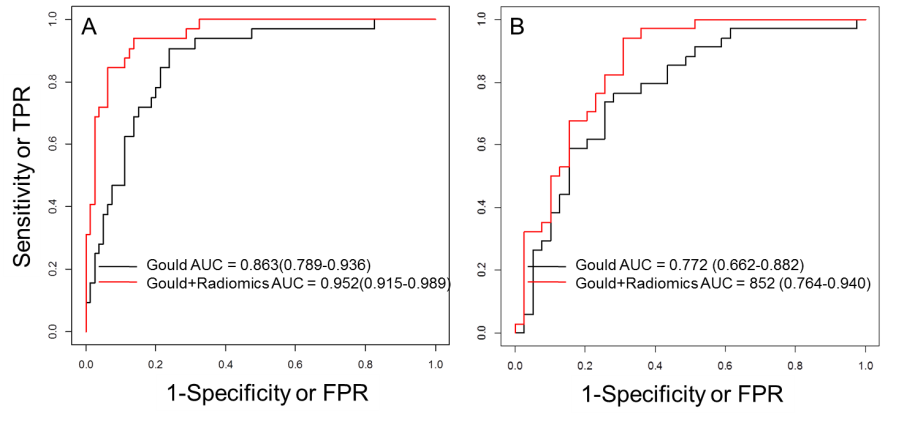 A
Sensitivity or TPR
1.0
0.8
0.6
0.4
0.2
0.0
Gould AUC = 0.863(0.789-0.936)
Gould+Radiomics AUC = 0.952(0.915-0.989)
0.0 0.2 0.4 0.6 0.8 1.0
1-Specificity or FPR
B
1.0
0.8
0.6
0.4
0.2
0.0
Gould AUC = 0.772 (0.662-0.882)
Gould+Radiomics AUC = 852 (0.764-0.940)
0.0 0.2 0.4 0.6 0.8 1.0
1-Specificity or FPR